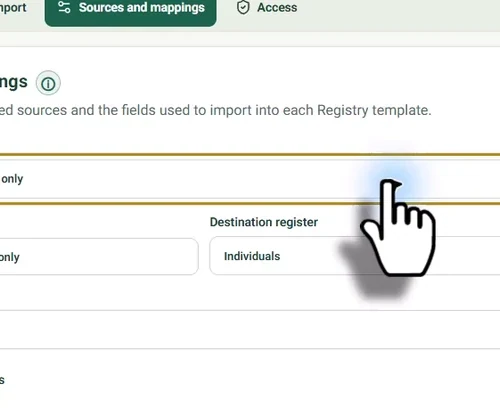 mport Sources and mappings Access
ngs
ed sources and the fields used to import into each Registry template.
only
Destination register
only Individuals
s